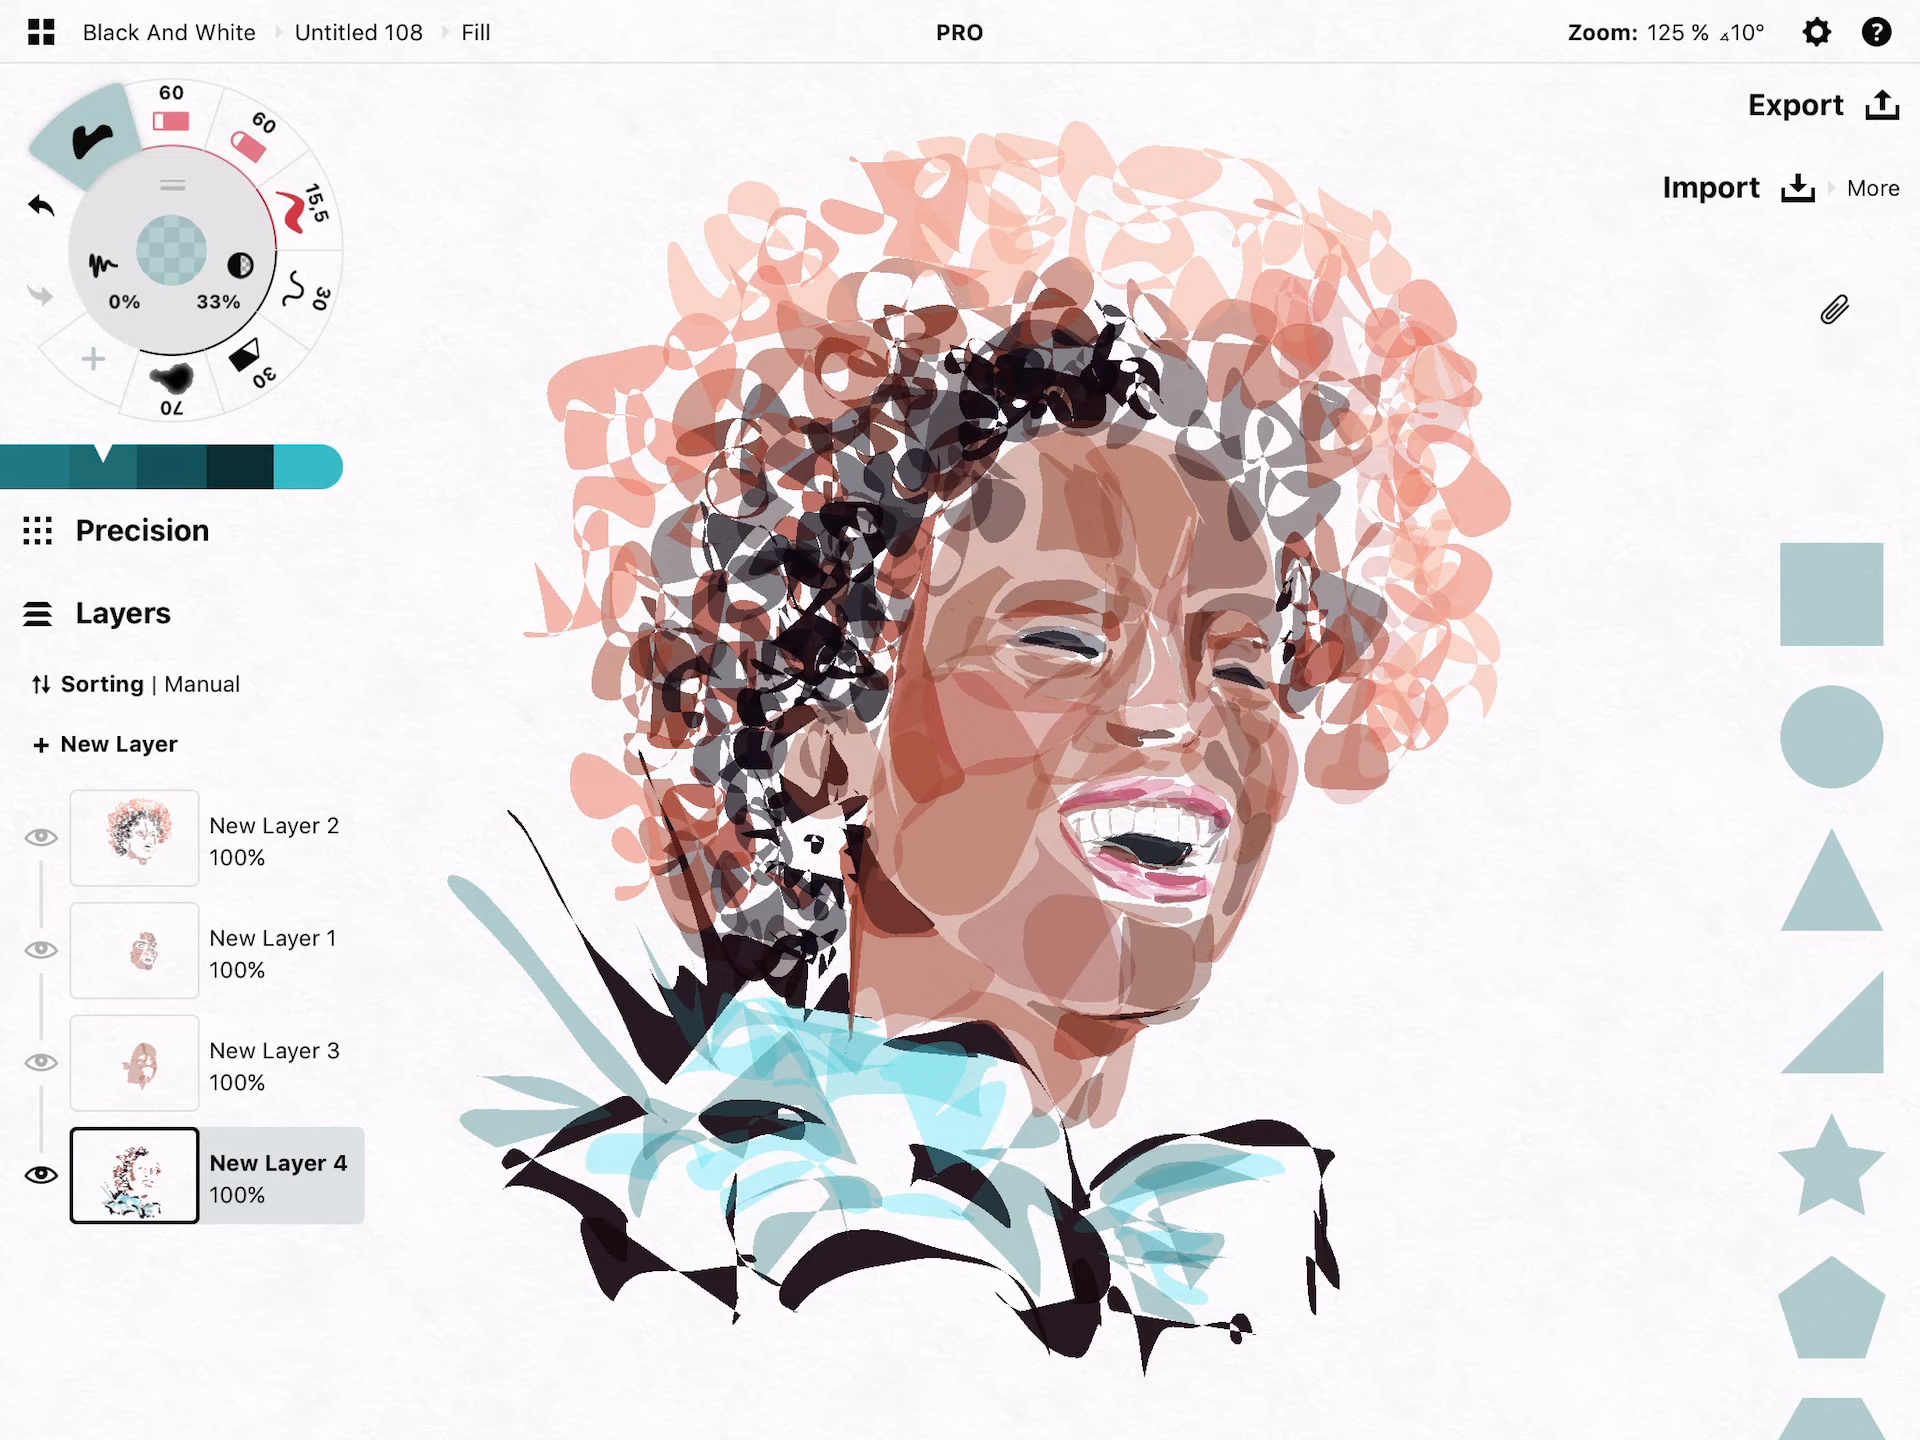 Black And White
Untitled 108
Fill
PRO
Zoom: 125 % ∡10°
?
Export
Import
More
60
60
15,5
30
30
70
0%
33%
Precision
Layers
Sorting | Manual
+ New Layer
New Layer 2
100%
New Layer 1
100%
New Layer 3
100%
New Layer 4
100%